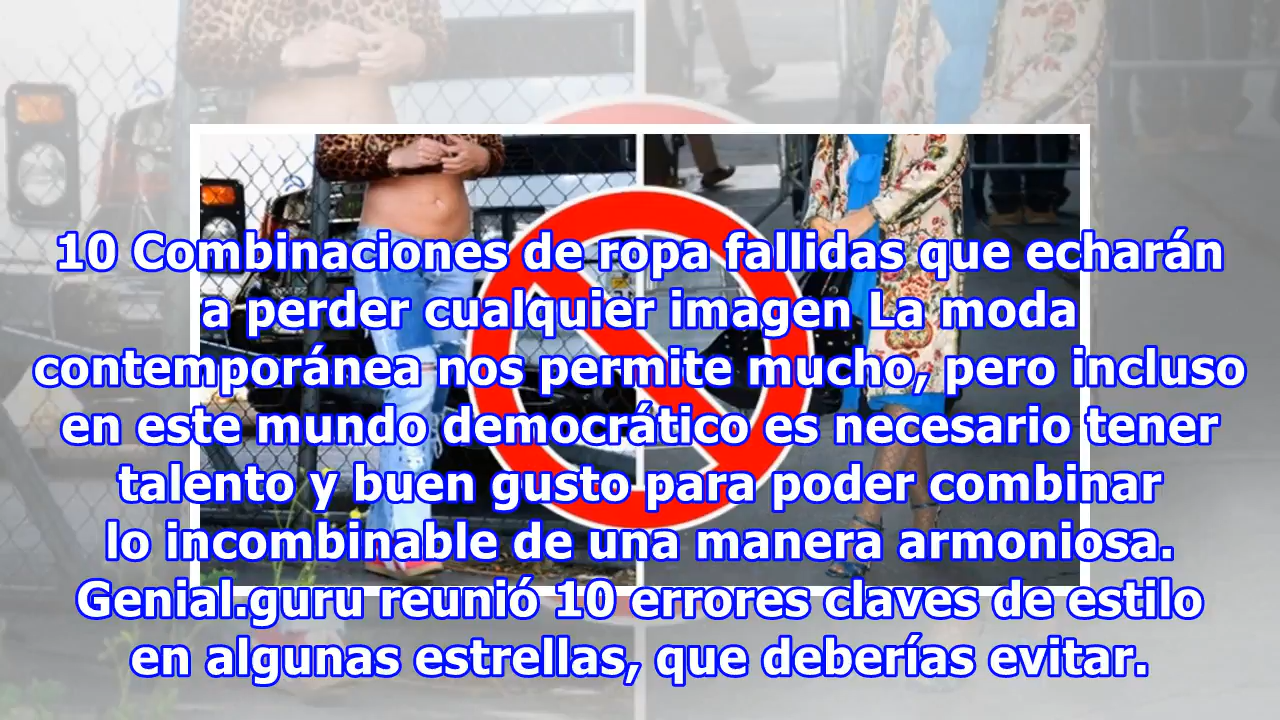 10 Combinaciones de ropa fallidas que echarán
a perder cualquier imagen La moda
contemporánea nos permite mucho, pero incluso
en este mundo democrático es necesario tener
talento y buen gusto para poder combinar
lo incombinable de una manera armoniosa.
Genial.guru reunió 10 errores claves de estilo
en algunas estrellas, que deberías evitar.